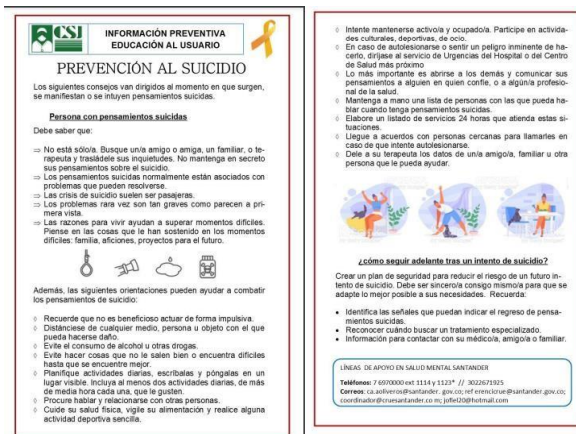 CSJ
INFORMACIÓN PREVENTIVA
EDUCACIÓN AL USUARIO
PREVENCIÓN AL SUICIDIO
Los siguientes consejos van dirigidos al momento en que surgen,
se manifiestan o se intuyen pensamientos suicidas.
Persona con pensamientos suicidas
Debe saber que:
⇒ No está sólo/a. Busque un/a amigo o amiga, un familiar, o te-
rapeuta y trasládele sus inquietudes. No mantenga en secreto
sus pensamientos sobre el suicidio.
⇒ Los pensamientos suicidas normalmente están asociados con
problemas que pueden resolverse.
⇒ Las crisis de suicidio suelen ser pasajeras.
⇒ Los problemas rara vez son tan graves como parecen a pri-
mera vista.
⇒ Las razones para vivir ayudan a superar momentos difíciles.
Piense en las cosas que le han sostenido en los momentos
difíciles: familia, aficiones, proyectos para el futuro.
Además, las siguientes orientaciones pueden ayudar a combatir
los pensamientos de suicidio:
◊ Recuerde que no es beneficioso actuar de forma impulsiva.
◊ Distánciese de cualquier medio, persona u objeto con el que
pueda hacerse daño.
◊ Evite el consumo de alcohol u otras drogas.
◊ Evite hacer cosas que no le salen bien o encuentra difíciles
hasta que se encuentre mejor.
◊ Planifique actividades diarias, escríbalas y póngalas en un
lugar visible. Incluya al menos dos actividades diarias, de más
de media hora cada una, que le gusten.
◊ Procure hablar y relacionarse con otras personas.
◊ Cuide su salud física, vigile su alimentación y realice alguna
actividad deportiva sencilla.
◊ Intente mantenerse activo/a y ocupado/a. Participe en activida-
des culturales, deportivas, de ocio.
◊ En caso de autolesionarse o sentir un peligro inminente de ha-
cerlo, diríjase al servicio de Urgencias del Hospital o del Centro
de Salud más próximo
◊ Lo más importante es abrirse a los demás y comunicar sus
pensamientos a alguien en quien confíe, o a algún/a profesio-
nal de la salud.
◊ Mantenga a mano una lista de personas con las que pueda ha-
blar cuando tenga pensamientos suicidas.
◊ Elabore un listado de servicios 24 horas que atienda estas si-
tuaciones.
◊ Llegue a acuerdos con personas cercanas para llamarles en
caso de que intente autolesionarse.
◊ Dele a su terapeuta los datos de un/a amigo/a, familiar u otra
persona que le pueda ayudar.
¿cómo seguir adelante tras un intento de suicidio?
Crear un plan de seguridad para reducir el riesgo de un futuro in-
tento de suicidio. Debe ser sincero/a consigo mismo/a para que se
adapte lo mejor posible a sus necesidades. Recuerda:
• Identifica las señales que puedan indicar el regreso de pensa-
mientos suicidas.
• Reconocer cuándo buscar un tratamiento especializado.
• Información para contactar con su médico/a, amigo/a o familiar.
LÍNEAS DE APOYO EN SALUD MENTAL SANTANDER
Teléfonos: 7 6970000 ext 1114 y 1123* // 3022671925
Correos: ca.aoliveros@santander. gov.co; ref erencicrue@santander.gov.co;
coordinador@cruesantander.co m; joffel20@hotmail.com